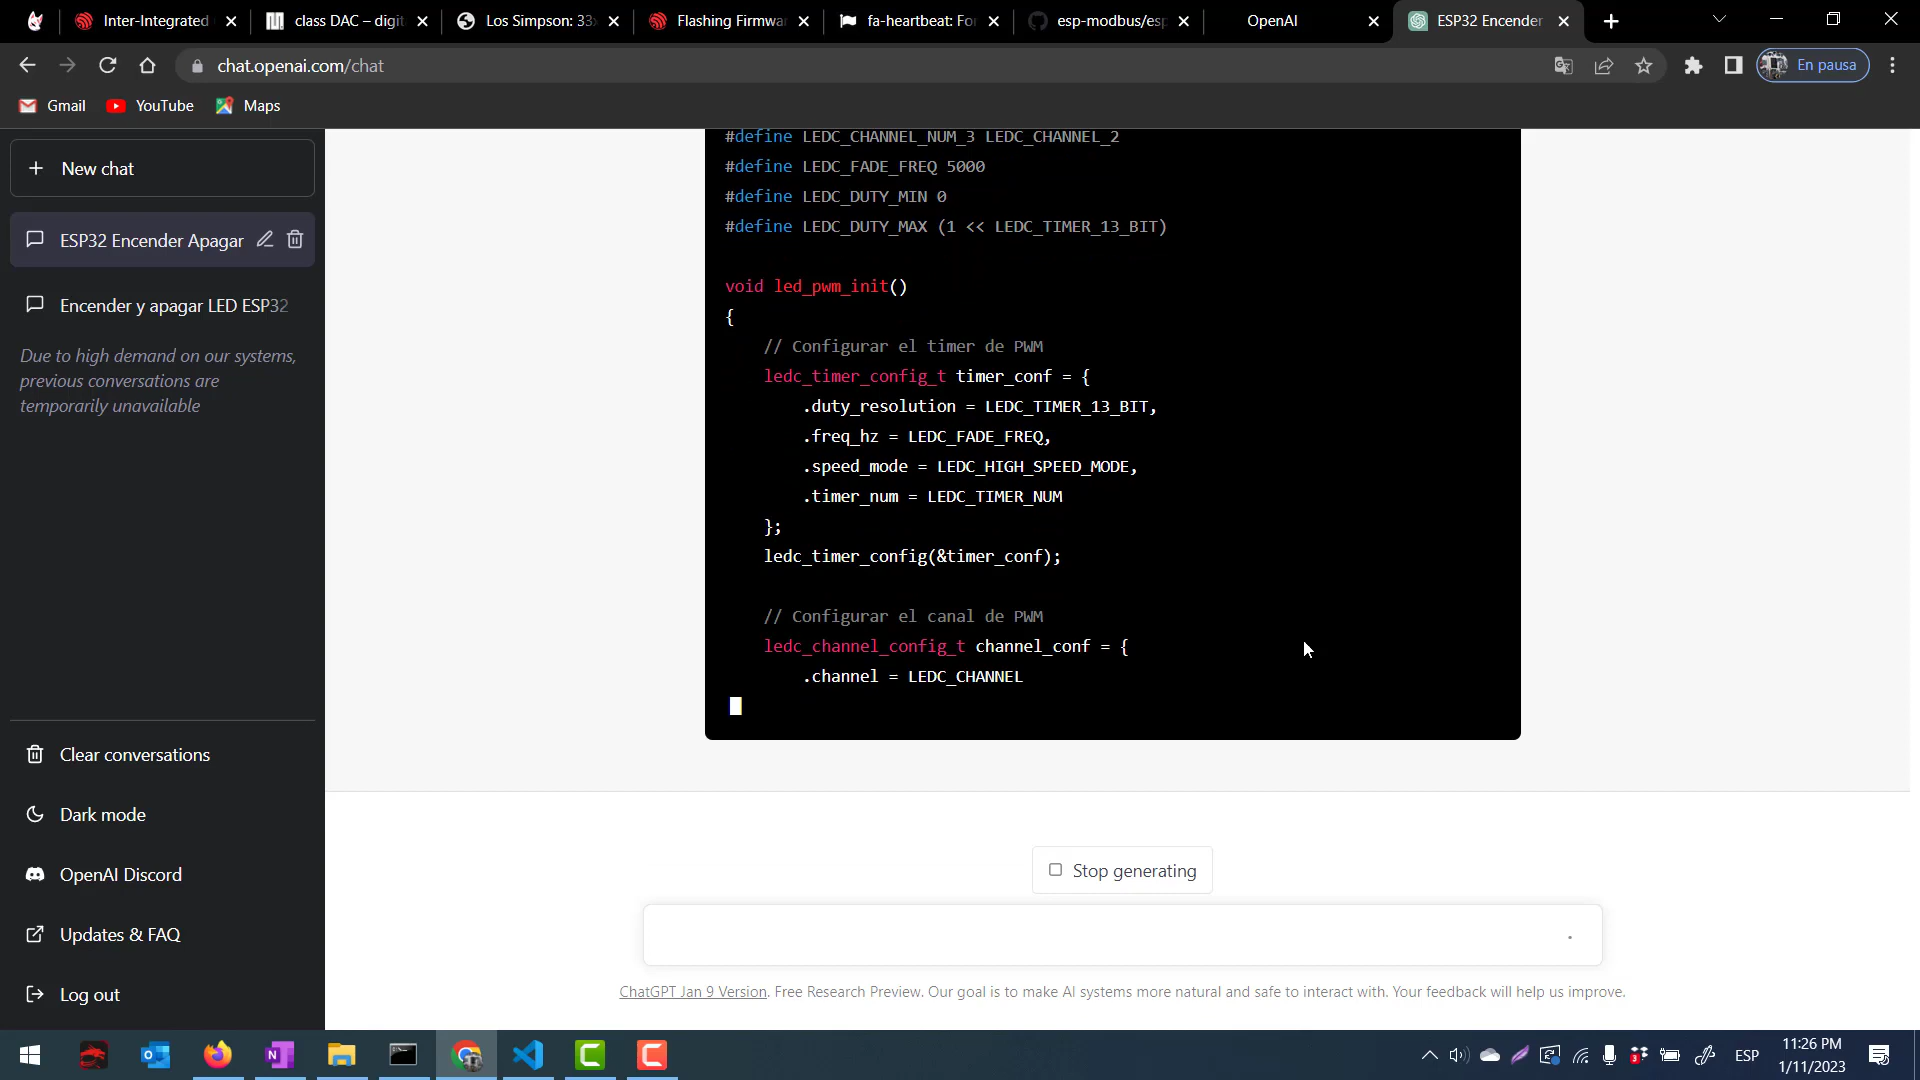 Inter-Integrated
class DAC – digit
Los Simpson: 33x
Flashing Firmwar
fa-heartbeat: For
esp-modbus/esp
OpenAI
ESP32 Encender
chat.openai.com/chat
En pausa
Gmail
YouTube
Maps
New chat
ESP32 Encender Apagar
Encender y apagar LED ESP32
Due to high demand on our systems,
previous conversations are
temporarily unavailable
Clear conversations
Dark mode
OpenAI Discord
Updates & FAQ
Log out
#define LEDC_CHANNEL_NUM_3 LEDC_CHANNEL_2
#define LEDC_FADE_FREQ 5000
#define LEDC_DUTY_MIN 0
#define LEDC_DUTY_MAX (1 << LEDC_TIMER_13_BIT)
void led_pwm_init()
{
// Configurar el timer de PWM
ledc_timer_config_t timer_conf = {
.duty_resolution = LEDC_TIMER_13_BIT,
.freq_hz = LEDC_FADE_FREQ,
.speed_mode = LEDC_HIGH_SPEED_MODE,
.timer_num = LEDC_TIMER_NUM
};
ledc_timer_config(&timer_conf);
// Configurar el canal de PWM
ledc_channel_config_t channel_conf = {
.channel = LEDC_CHANNEL
Stop generating
ChatGPT Jan 9 Version. Free Research Preview. Our goal is to make AI systems more natural and safe to interact with. Your feedback will help us improve.
ESP
11:26 PM
1/11/2023